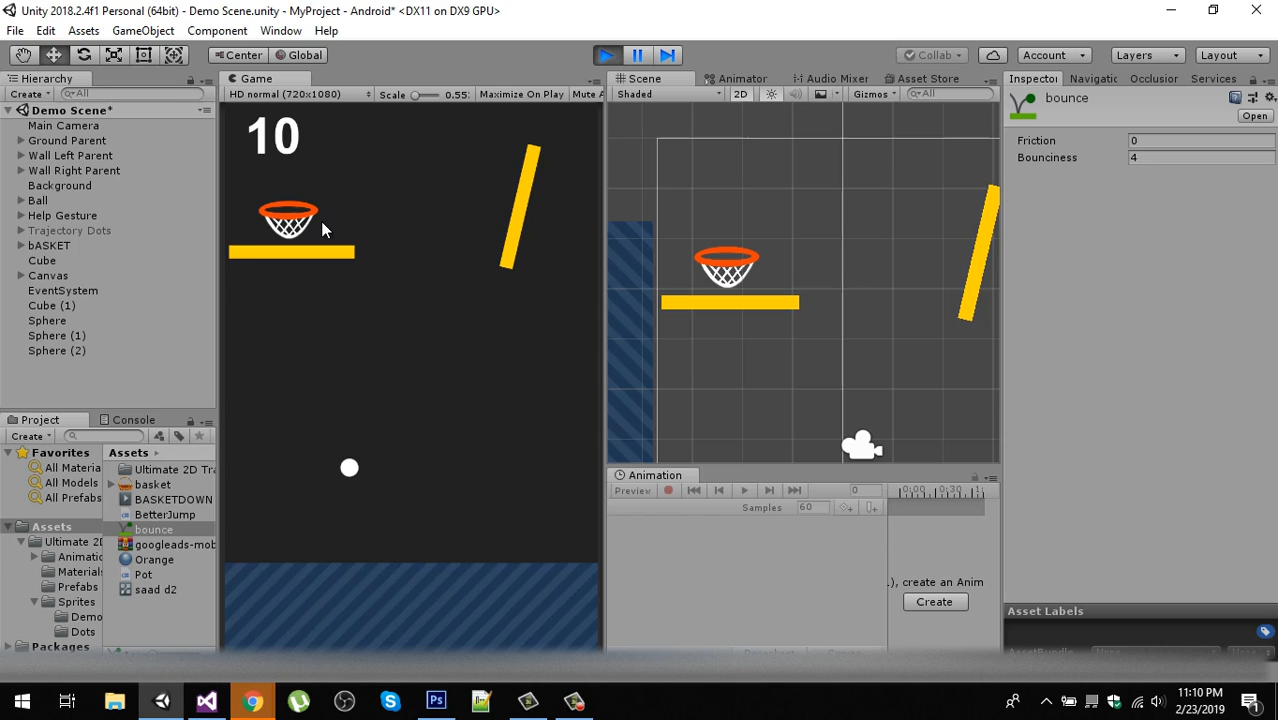 Unity 2018.2.4f1 Personal (64bit) - Demo Scene.unity - MyProject - Android* <DX11 on DX9 GPU>
File Edit Assets GameObject Component Window Help
Center Global Collab Account Layers Layout
Hierarchy
Create All
Demo Scene*
Main Camera
Ground Parent
Wall Left Parent
Wall Right Parent
Background
Ball
Help Gesture
Trajectory Dots
bASKET
Cube
Canvas
EventSystem
Cube (1)
Sphere
Sphere (1)
Sphere (2)
Game
HD normal (720x1080) Scale 0.55 Maximize On Play Mute A
10
Scene Animator Audio Mixer Asset Store
Shaded 2D Gizmos All
Inspector Navigatic Occlusior Services
bounce
Open
Friction 0
Bounciness 4
Project Console
Create
Favorites
All Materia
All Models
All Prefabs
Assets
Ultimate 2D
Animatic
Materials
Prefabs
Sprites
Demo
Dots
Packages
Assets
Ultimate 2D Tra
basket
BASKETDOWN
BetterJump
bounce
googleads-mob
Orange
Pot
saad d2
Animation
Preview 0 0:00 0:30 1:
Samples 60
.), create an Anim
Create
Asset Labels
11:10 PM
2/23/2019